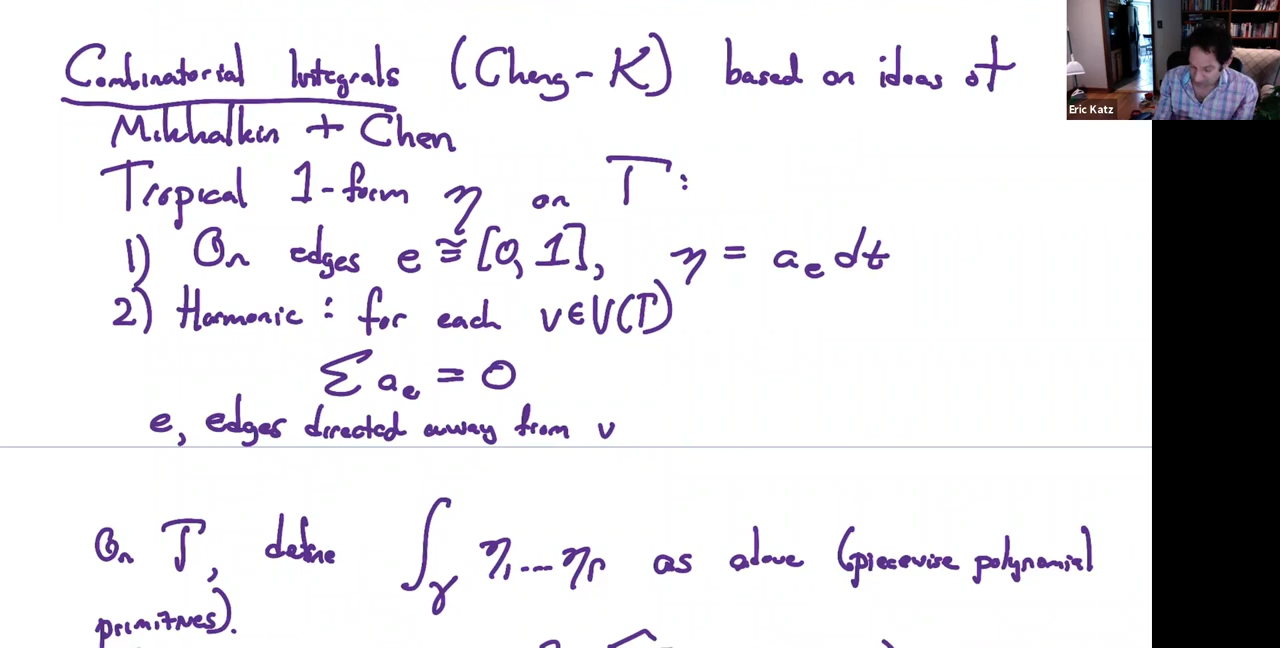 Combinatorial Integrals (Cheng-K) based on ideas of
Mikhalkin + Chen
Tropical 1-form η on Γ:
1) On edges e ≅ [0, 1], η = a_e dt
2) Harmonic: for each v ∈ V(Γ)
Σ a_e = 0
e, edges directed away from v
On Γ, define ∫_γ η_1 ... η_r as above (piecewise polynomial
primitives).
Eric Katz